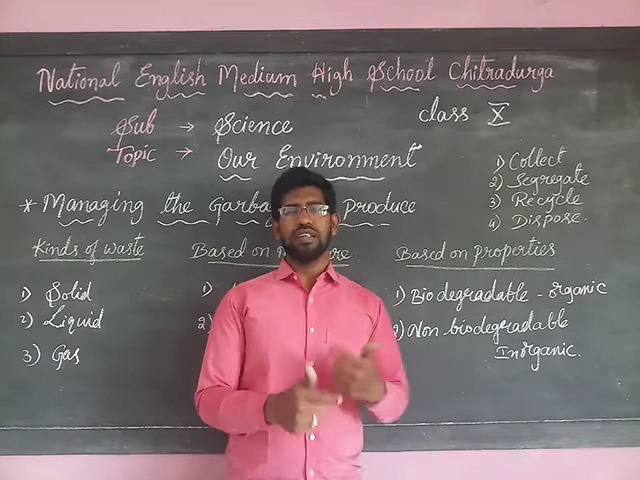 National English Medium High School Chitradurga
Sub → Science
class X
Topic → Our Environment
1) Collect
2) Segregate
3) Recycle
4) Dispose.
* Managing the Garba Produce
Kinds of waste
1) Solid
2) Liquid
3) Gas
Based on
1)
2)
Based on properties
1) Biodegradable - organic
2) Non biodegradable
Inorganic.